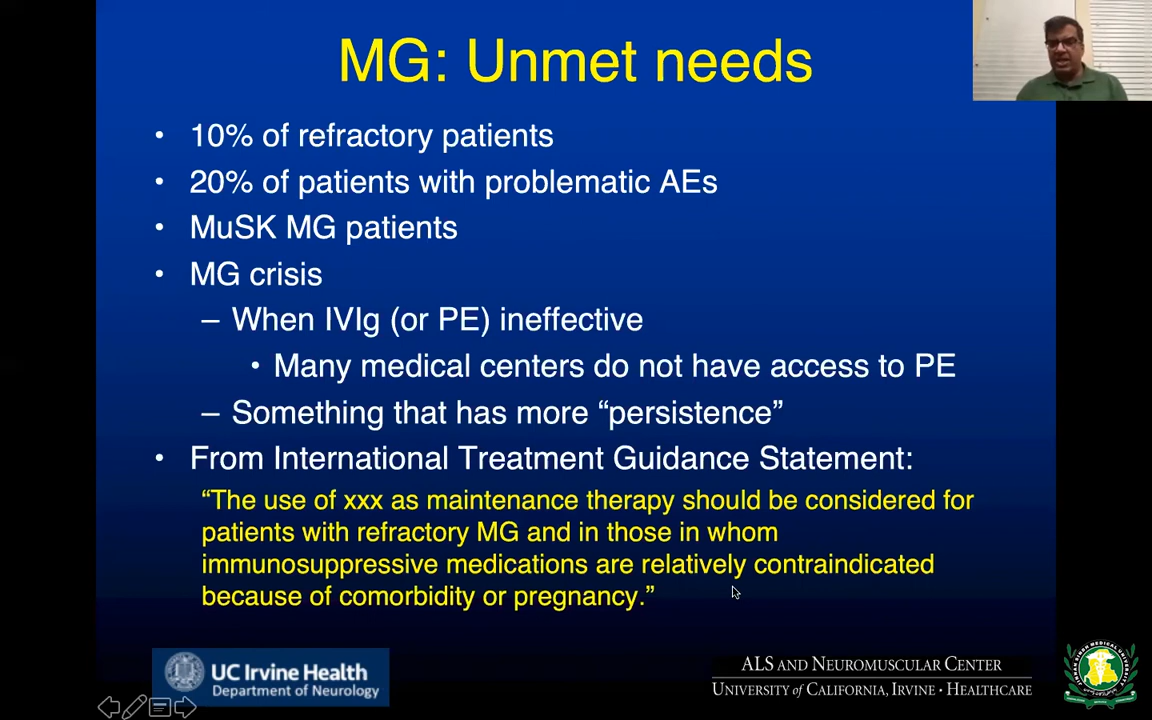 MG: Unmet needs
• 10% of refractory patients
• 20% of patients with problematic AEs
• MuSK MG patients
• MG crisis
– When IVIg (or PE) ineffective
• Many medical centers do not have access to PE
– Something that has more “persistence”
• From International Treatment Guidance Statement:
“The use of xxx as maintenance therapy should be considered for
patients with refractory MG and in those in whom
immunosuppressive medications are relatively contraindicated
because of comorbidity or pregnancy.”
UC Irvine Health
Department of Neurology
ALS AND NEUROMUSCULAR CENTER
UNIVERSITY of CALIFORNIA, IRVINE • HEALTHCARE